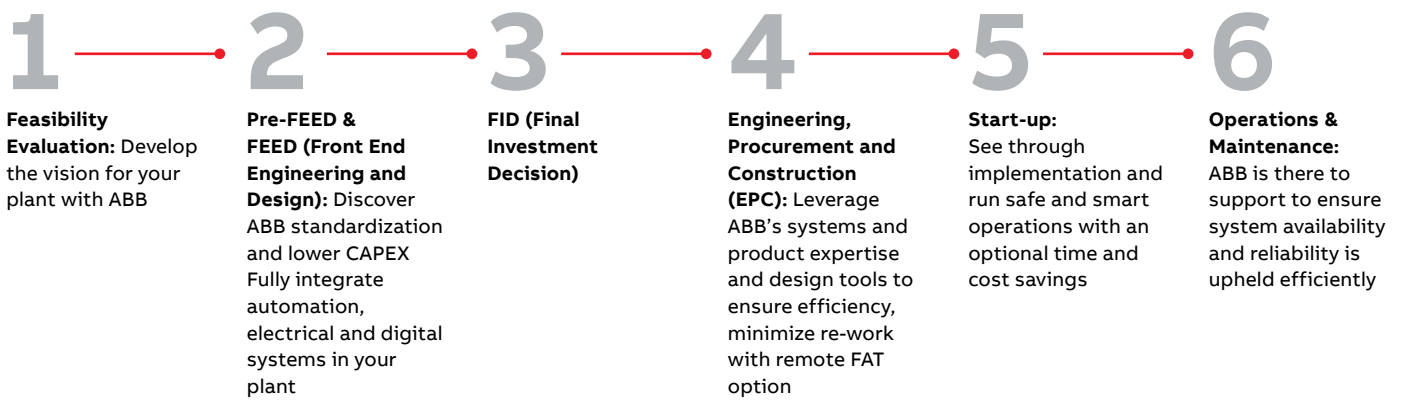 1
2
3
4
5
6
Feasibility
Evaluation: Develop
the vision for your
plant with ABB
Pre-FEED &
FEED (Front End
Engineering and
Design): Discover
ABB standardization
and lower CAPEX
Fully integrate
automation,
electrical and digital
systems in your
plant
FID (Final
Investment
Decision)
Engineering,
Procurement and
Construction
(EPC): Leverage
ABB's systems and
product expertise
and design tools to
ensure efficiency,
minimize re-work
with remote FAT
option
Start-up:
See through
implementation and
run safe and smart
operations with an
optional time and
cost savings
Operations &
Maintenance:
ABB is there to
support to ensure
system availability
and reliability is
upheld efficiently